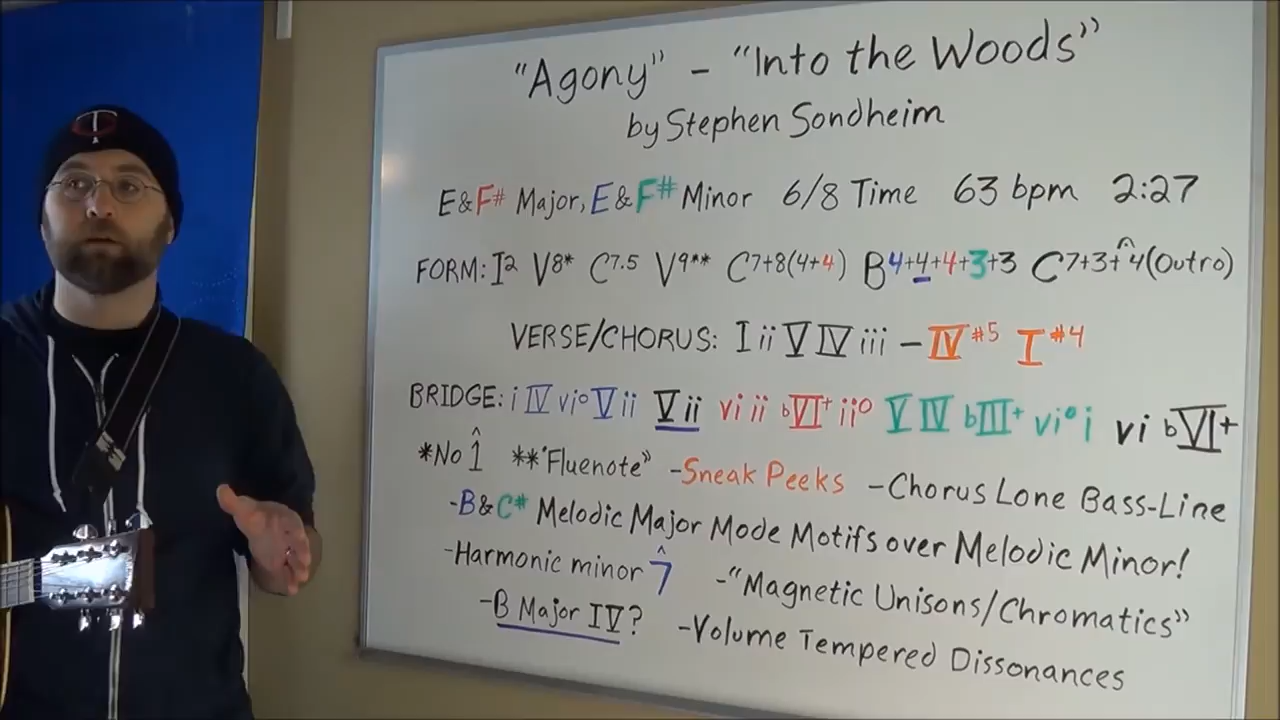 "Agony" – "Into the Woods"
by Stephen Sondheim
E & F# Major, E & F# Minor 6/8 Time 63 bpm 2:27
FORM: I² V⁸* C⁷·⁵ V⁹** C⁷⁺⁸⁽⁴⁺⁴⁾ B⁴⁺⁴⁺⁴⁺³⁺³ C⁷⁺³⁺⁴(Outro)
VERSE/CHORUS: I ii V IV iii – IV#5 I#4
BRIDGE: i IV vi° V ii V ii vi ii bVI+ ii° V IV bIII+ vi° i vi bVI+
*No 1̂ **"Fluenote" -Sneak Peeks -Chorus Lone Bass-Line
-B & C# Melodic Major Mode Motifs over Melodic Minor!
-Harmonic minor 7̂ -"Magnetic Unisons/Chromatics"
-B Major IV? -Volume Tempered Dissonances